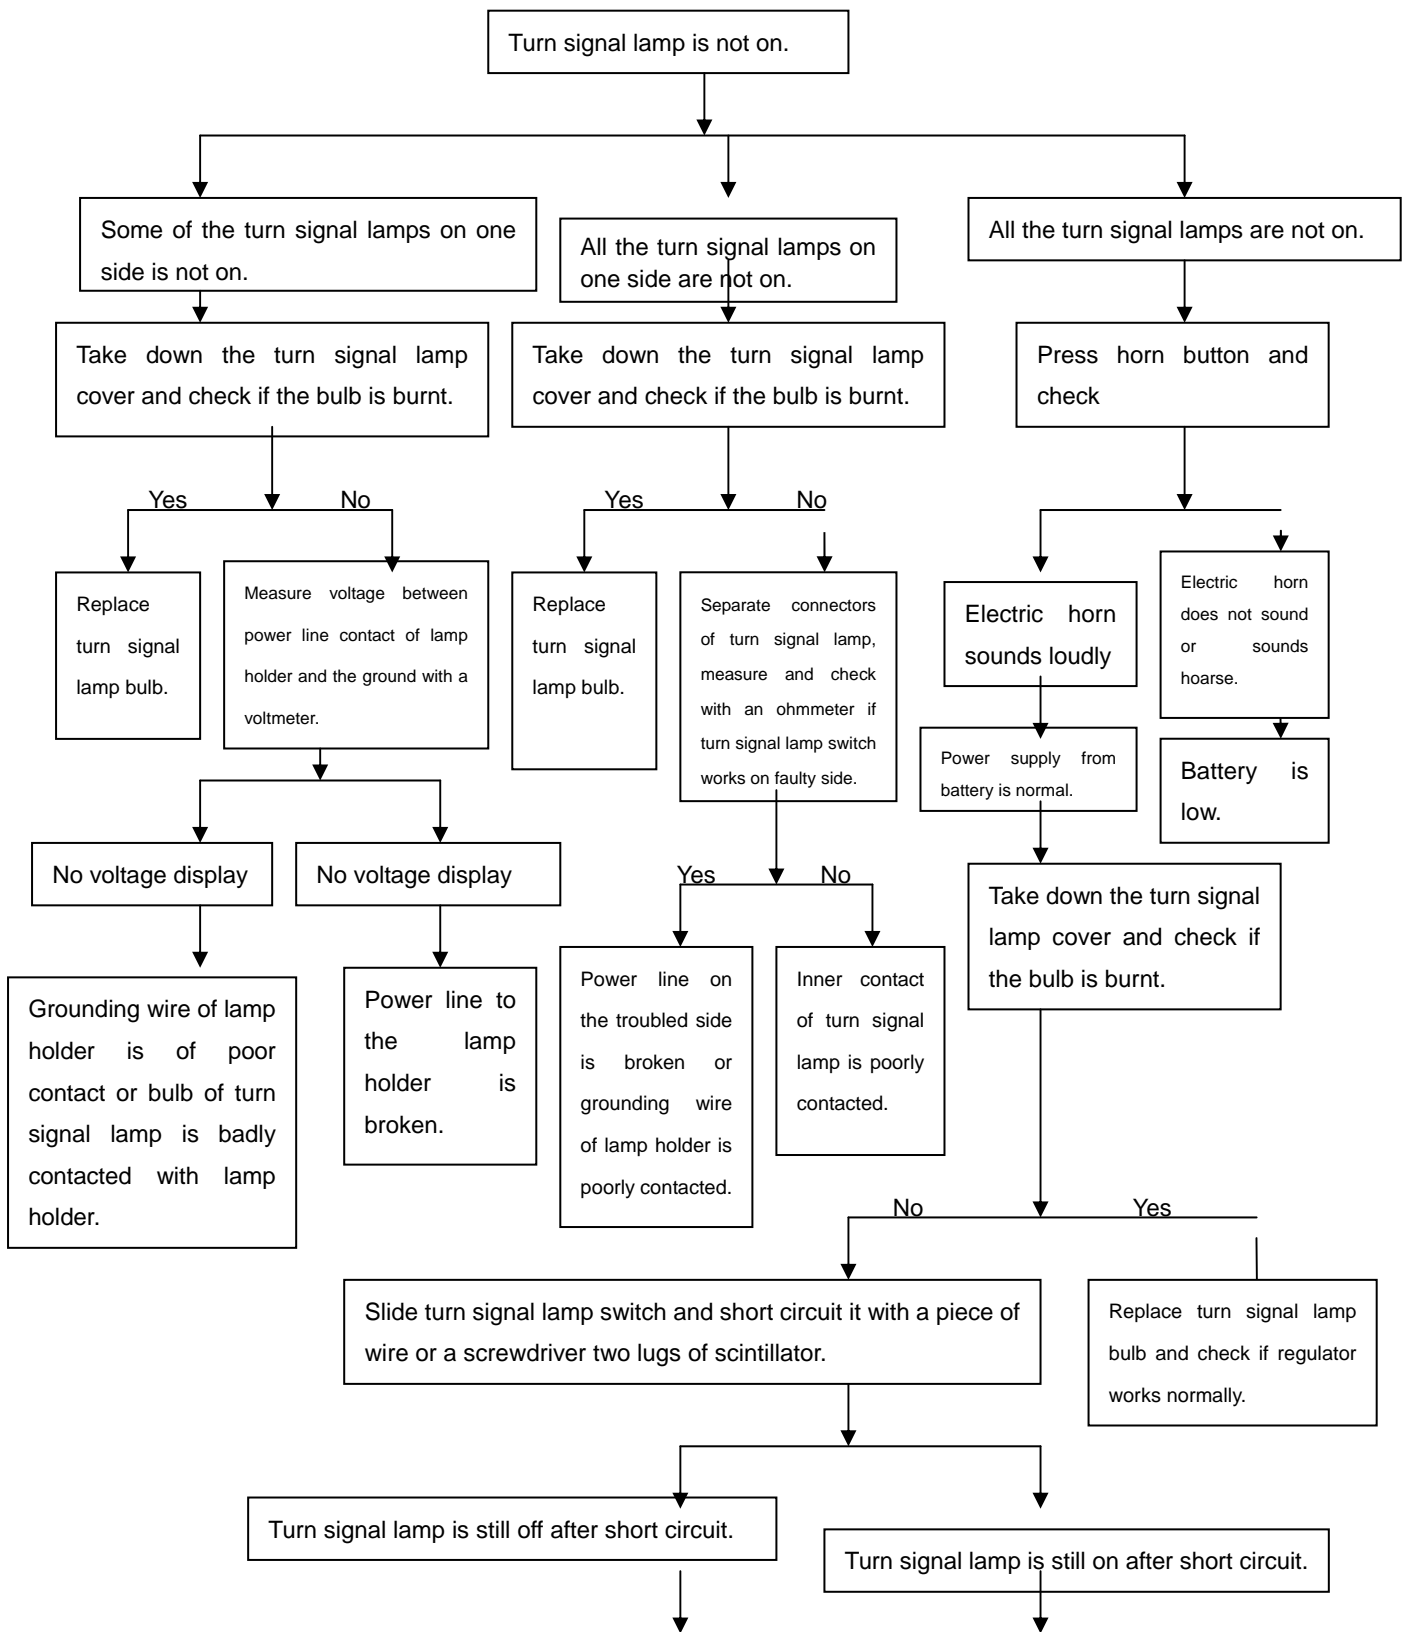 Turn signal lamp is not on.
Some of the turn signal lamps on one
side is not on.
All the turn signal lamps on
one side are not on.
All the turn signal lamps are not on.
Take down the turn signal lamp
cover and check if the bulb is burnt.
Take down the turn signal lamp
cover and check if the bulb is burnt.
Press horn button and
check
Yes
No
Yes
No
Replace
turn signal
lamp bulb.
Measure voltage between
power line contact of lamp
holder and the ground with a
voltmeter.
Replace
turn signal
lamp bulb.
Separate connectors
of turn signal lamp,
measure and check
with an ohmmeter if
turn signal lamp switch
works on faulty side.
Electric horn
sounds loudly
Electric horn
does not sound
or sounds
hoarse.
Power supply from
battery is normal.
Battery is
low.
No voltage display
No voltage display
Yes
No
Take down the turn signal
lamp cover and check if
the bulb is burnt.
Grounding wire of lamp
holder is of poor
contact or bulb of turn
signal lamp is badly
contacted with lamp
holder.
Power line to
the lamp
holder is
broken.
Power line on
the troubled side
is broken or
grounding wire
of lamp holder is
poorly contacted.
Inner contact
of turn signal
lamp is poorly
contacted.
No
Yes
Slide turn signal lamp switch and short circuit it with a piece of
wire or a screwdriver two lugs of scintillator.
Replace turn signal lamp
bulb and check if regulator
works normally.
Turn signal lamp is still off after short circuit.
Turn signal lamp is still on after short circuit.